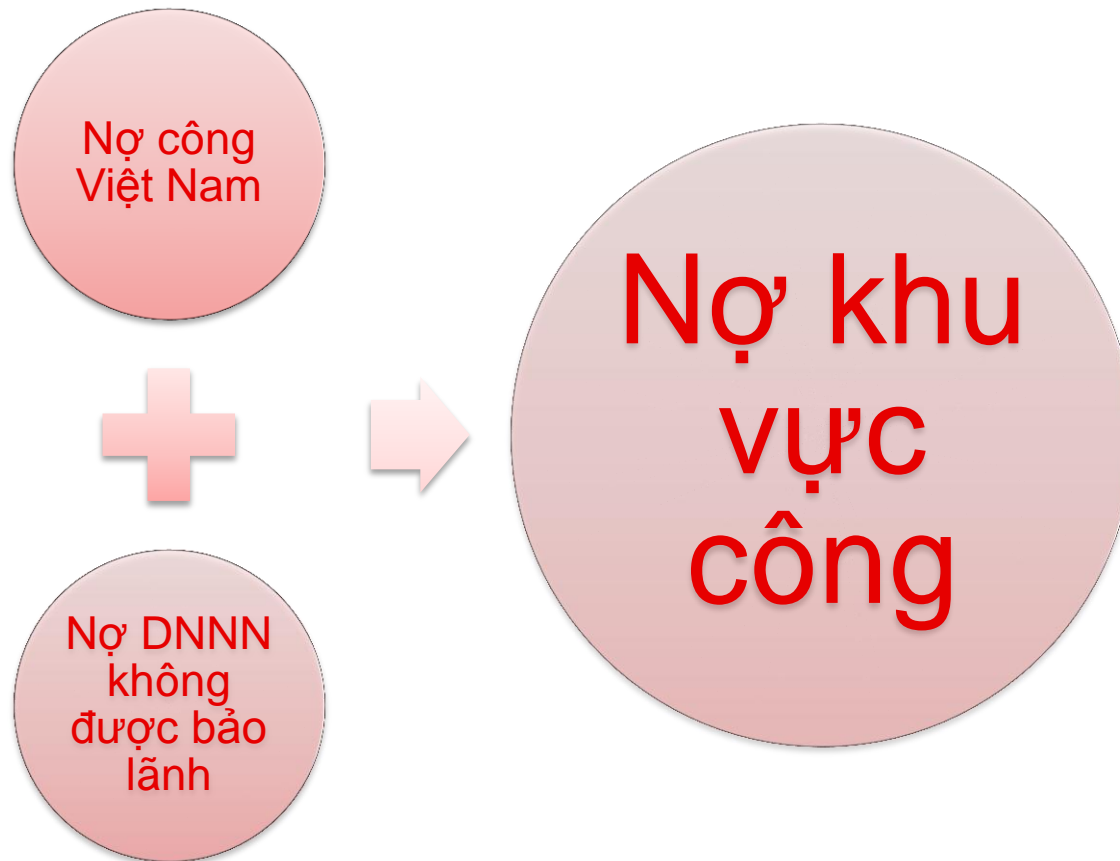 Nợ công
Việt Nam
Nợ DNNN
không
được bảo
lãnh
Nợ khu
vực
công